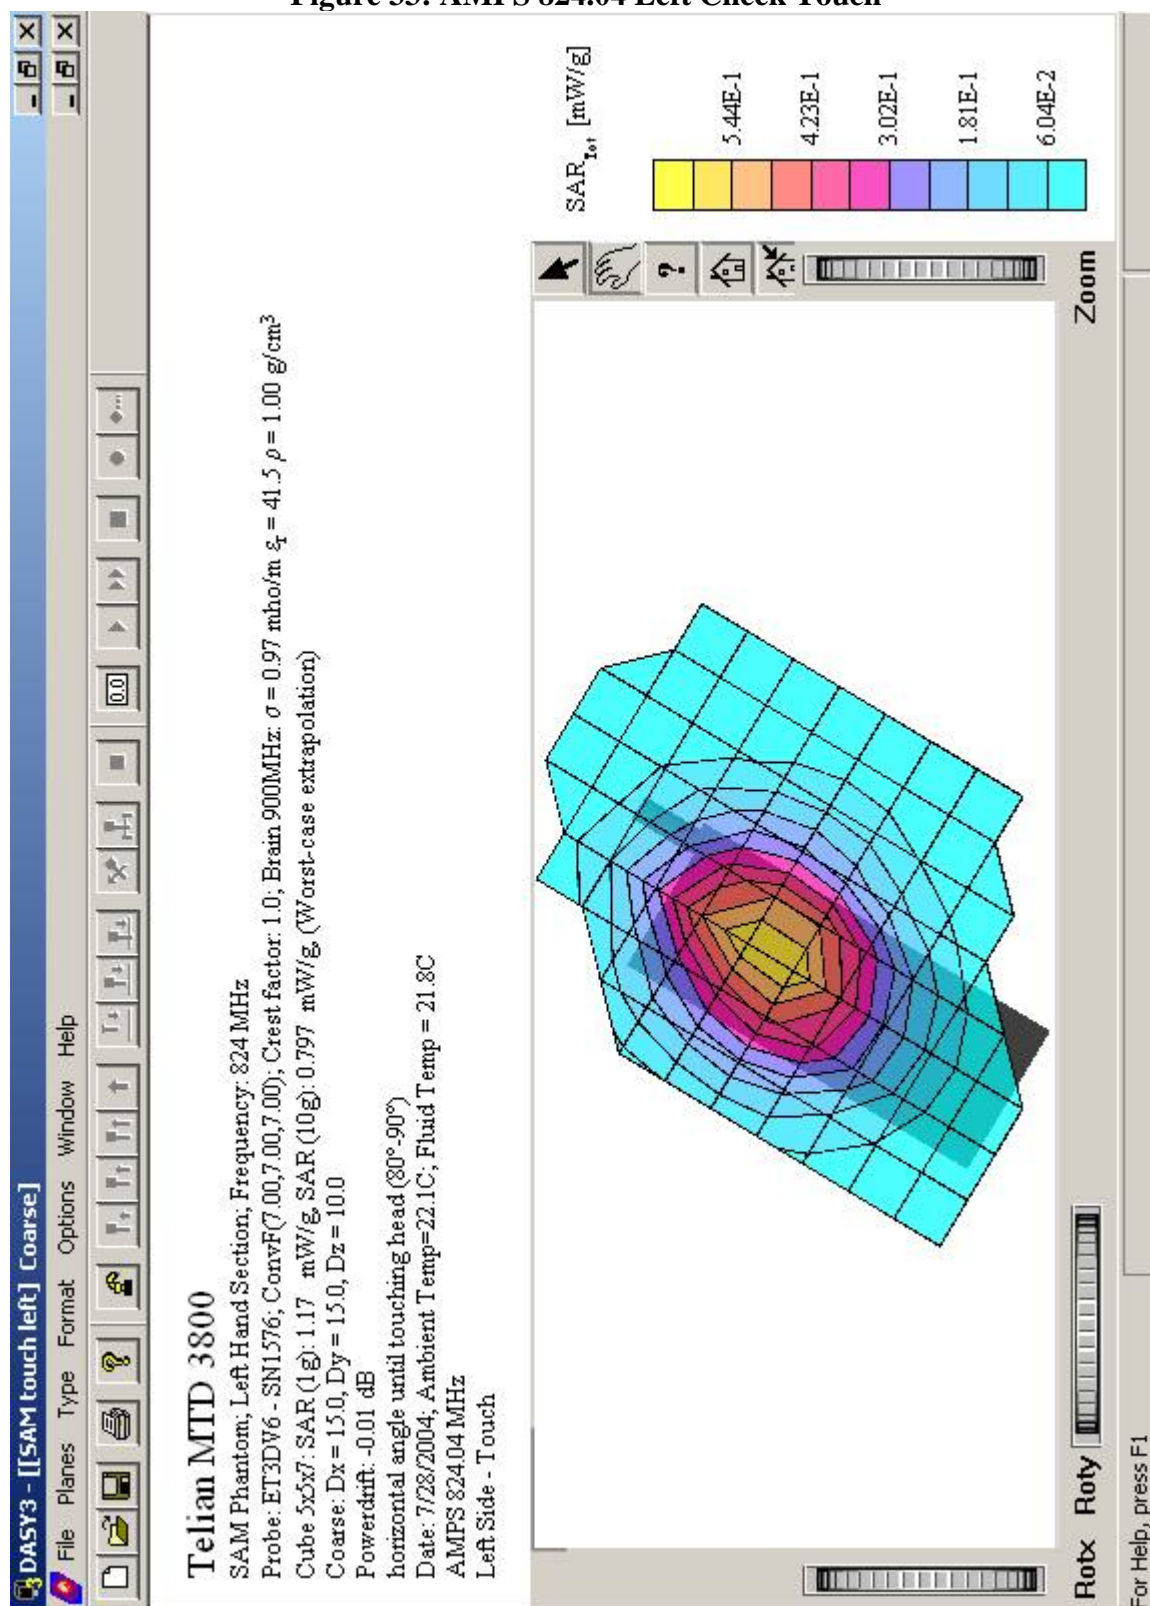 Figure 35: AMPS 824.04 Left Cheek Touch
DASY3 - [[SAM touch left] Coarse]
File Planes Type Format Options Window Help
0.0
Telian MTD 3800
SAM Phantom; Left Hand Section; Frequency: 824 MHz
Probe: ET3DV6 - SN1576; ConvF(7.00,7.00,7.00); Crest factor: 1.0; Brain 900MHz: σ = 0.97 mho/m εr = 41.5 ρ = 1.00 g/cm³
Cube 5x5x7: SAR (1g): 1.17 mW/g, SAR (10g): 0.797 mW/g, (Worst-case extrapolation)
Coarse: Dx = 15.0, Dy = 15.0, Dz = 10.0
Powerdrift: -0.01 dB
horizontal angle until touching head (80°-90°)
Date: 7/28/2004; Ambient Temp=22.1C; Fluid Temp = 21.8C
AMPS 824.04 MHz
Left Side - Touch
SARTot [mW/g]
5.44E-1
4.23E-1
3.02E-1
1.81E-1
6.04E-2
Rotx Roty Zoom
For Help, press F1